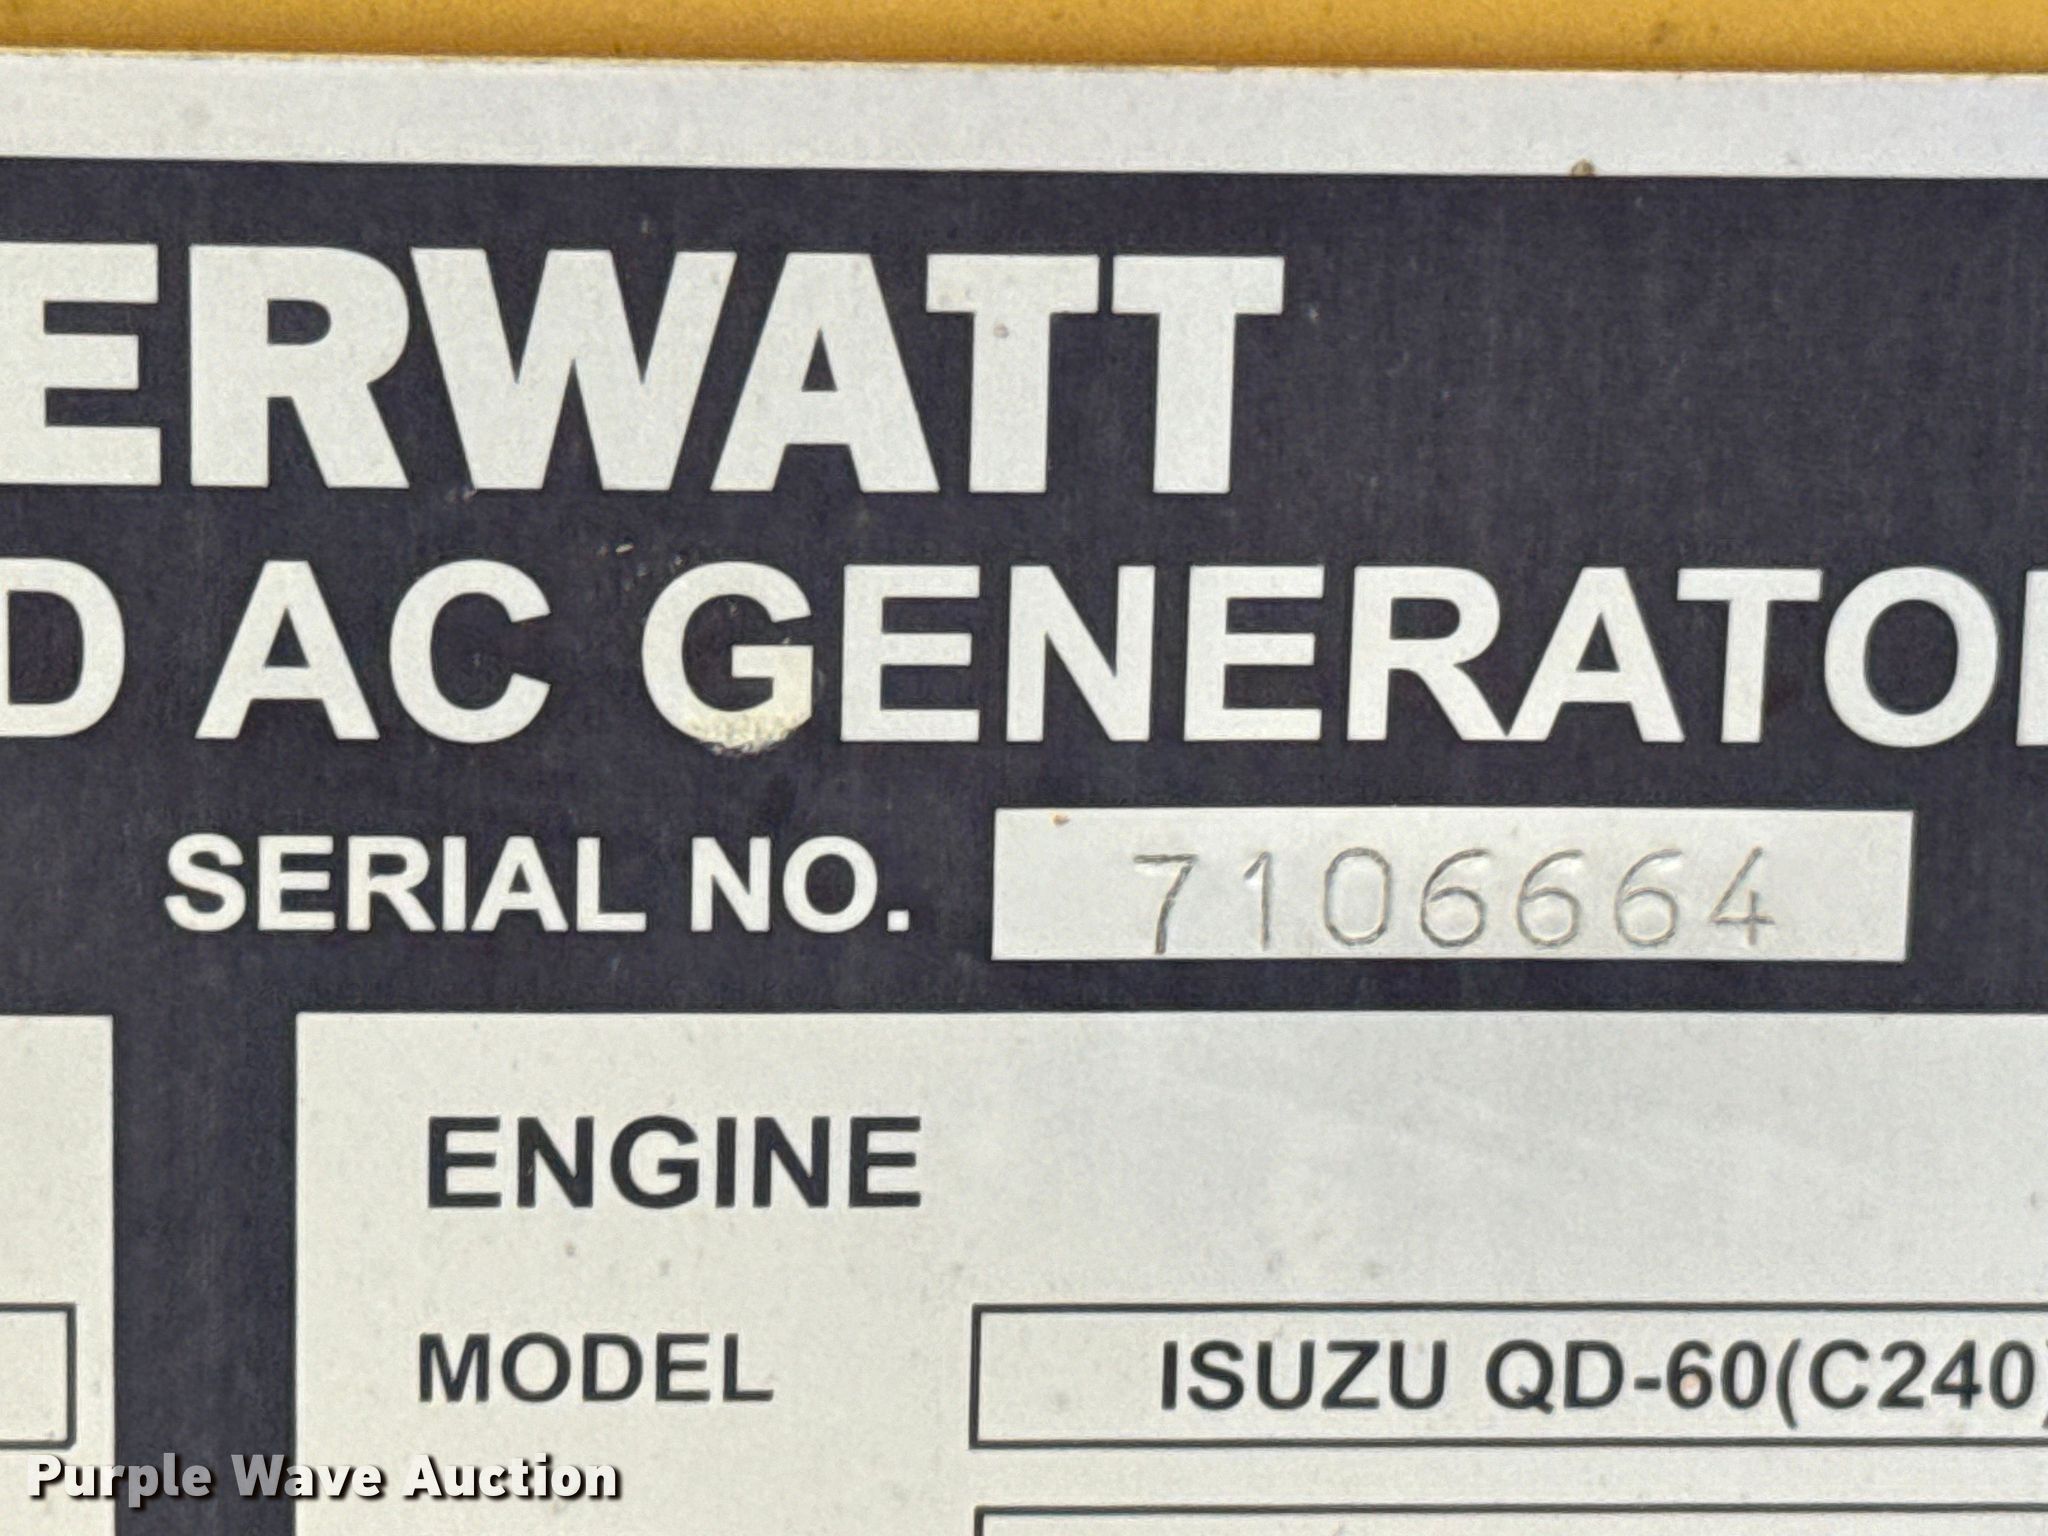 ERWATT
D AC GENERATO
SERIAL NO. 7106664
ENGINE
MODEL ISUZU QD-60(C240)
Purple Wave Auction